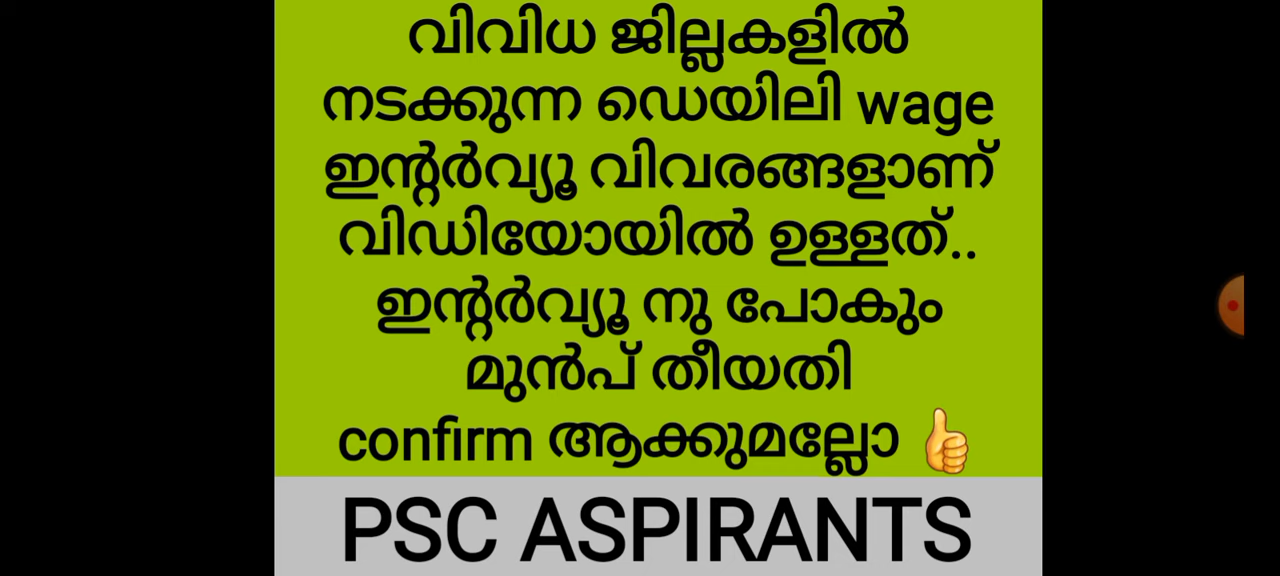 വിവിധ ജില്ലകളിൽ
നടക്കുന്ന ഡെയിലി wage
ഇന്റർവ്യൂ വിവരങ്ങളാണ്
വിഡിയോയിൽ ഉള്ളത്..
ഇന്റർവ്യൂ നു പോകും
മുൻപ് തീയതി
confirm ആക്കുമല്ലോ 👍
PSC ASPIRANTS